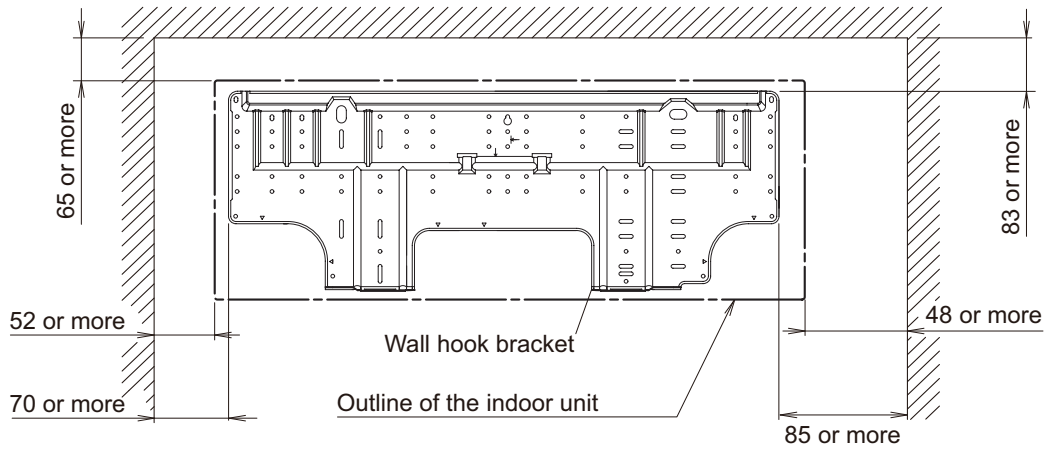 65 or more
83 or more
52 or more
48 or more
Wall hook bracket
70 or more
Outline of the indoor unit
85 or more